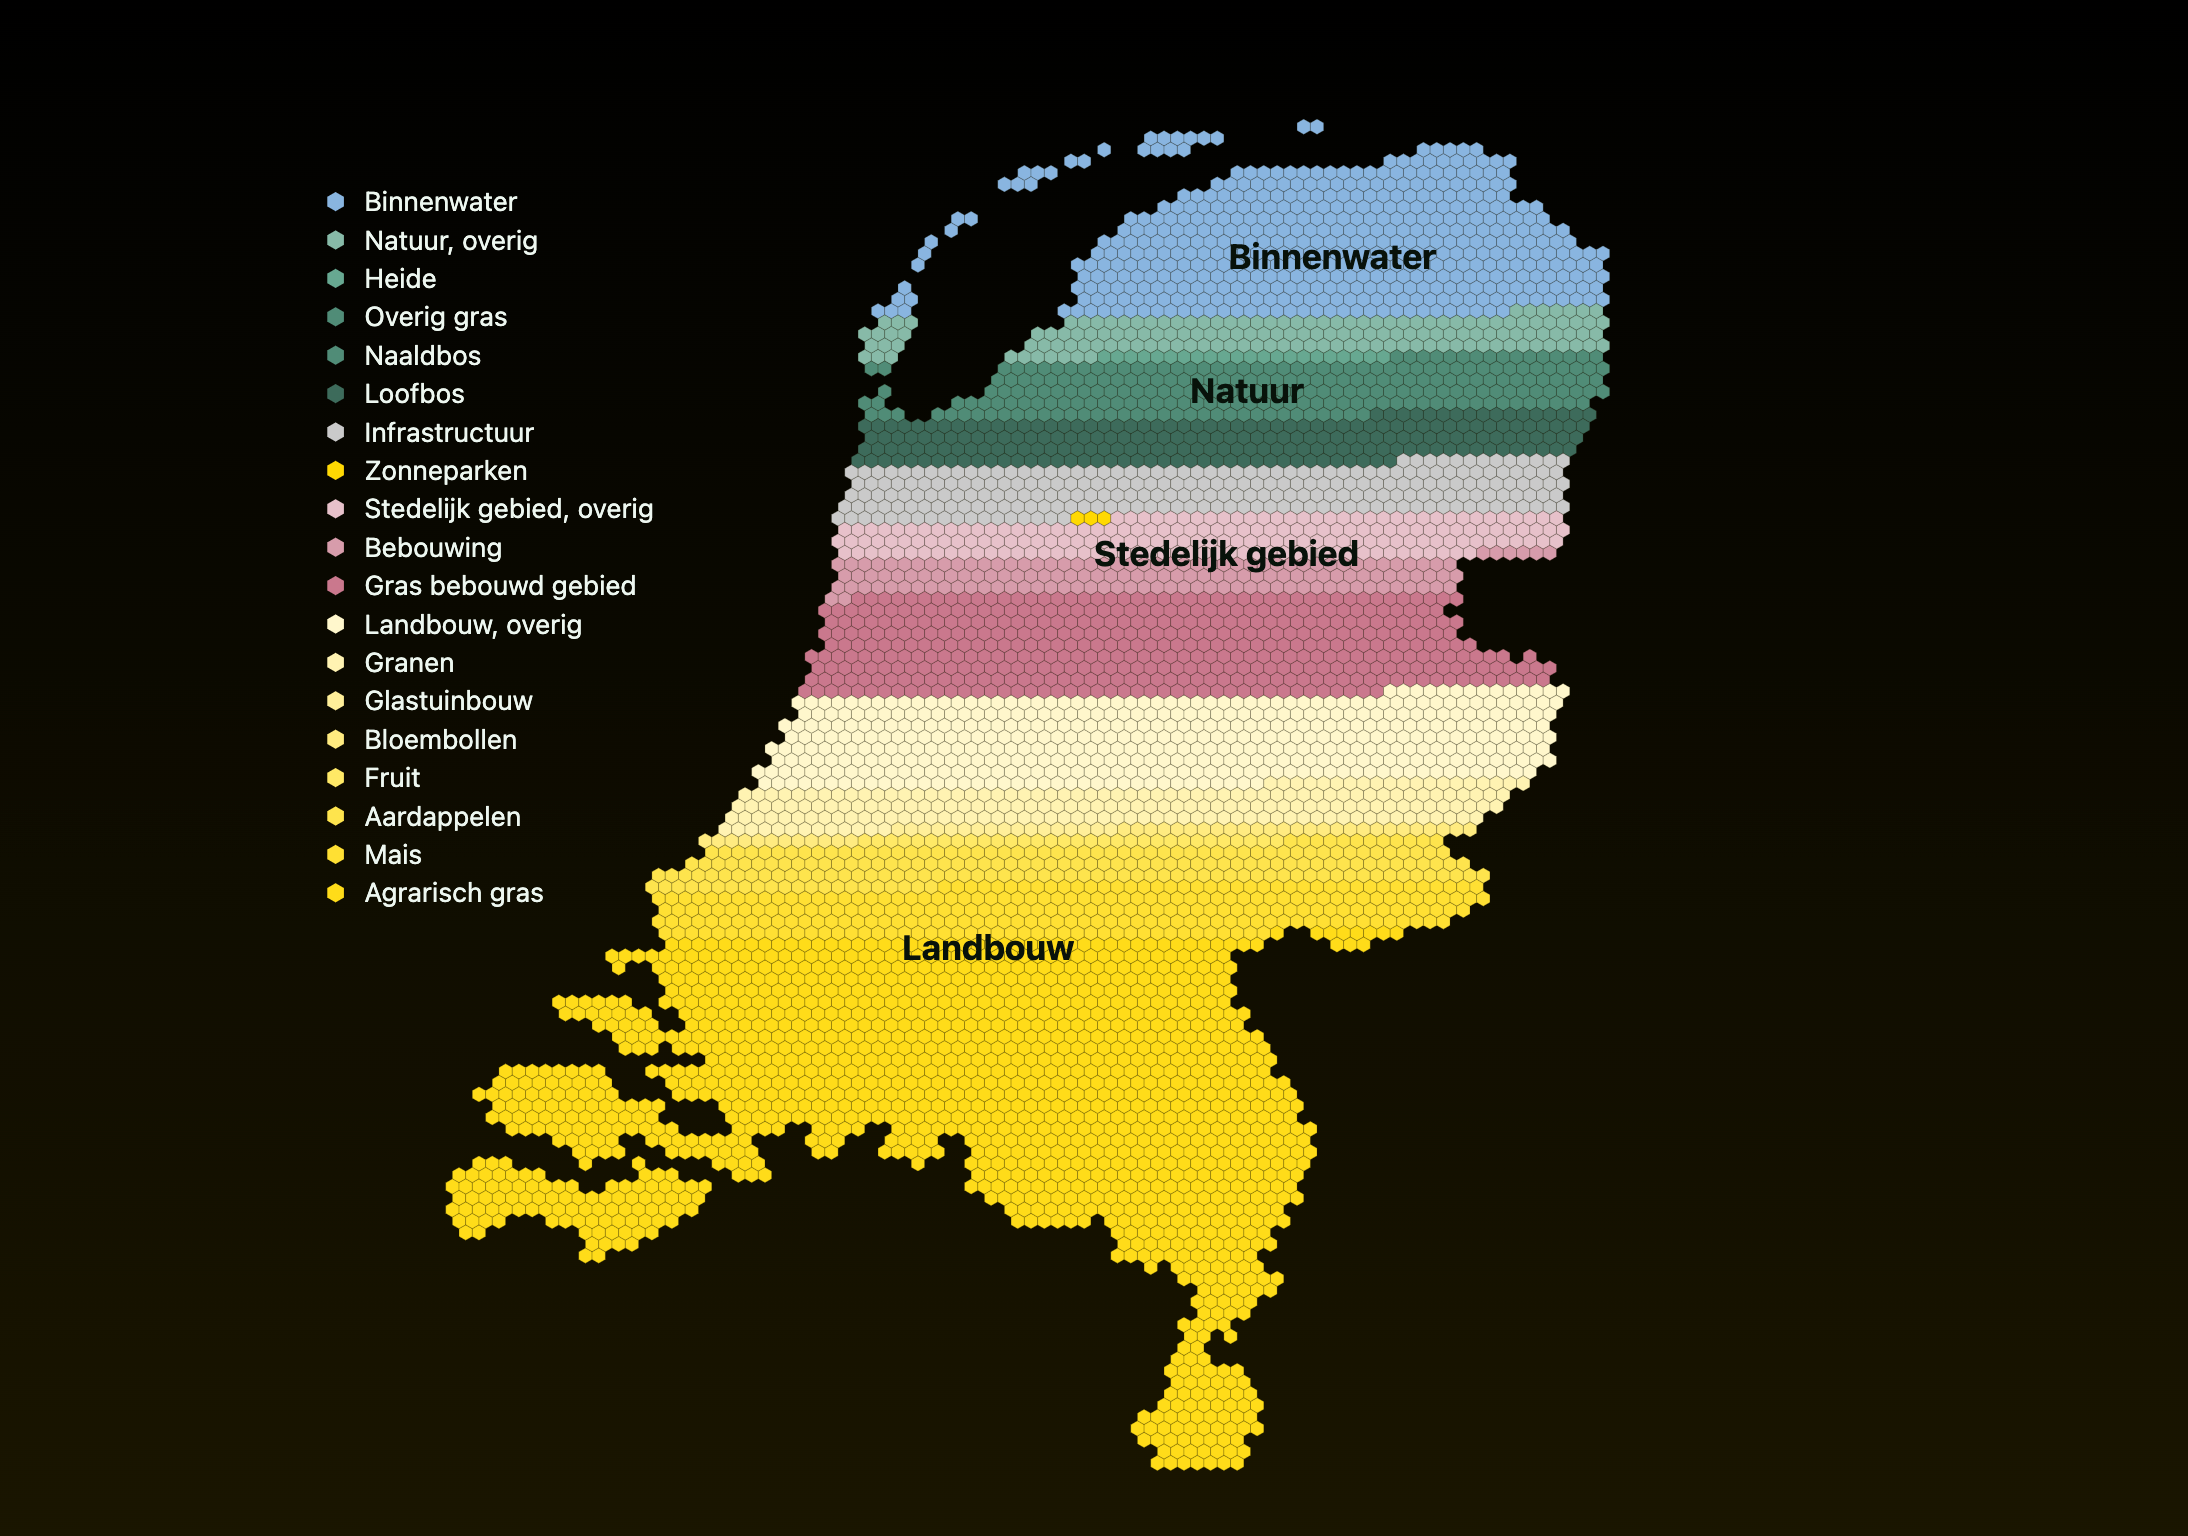 Binnenwater
Natuur, overig
Heide
Overig gras
Naaldbos
Loofbos
Infrastructuur
Zonneparken
Stedelijk gebied, overig
Bebouwing
Gras bebouwd gebied
Landbouw, overig
Granen
Glastuinbouw
Bloembollen
Fruit
Aardappelen
Mais
Agrarisch gras
Binnenwater
Natuur
Stedelijk gebied
Landbouw